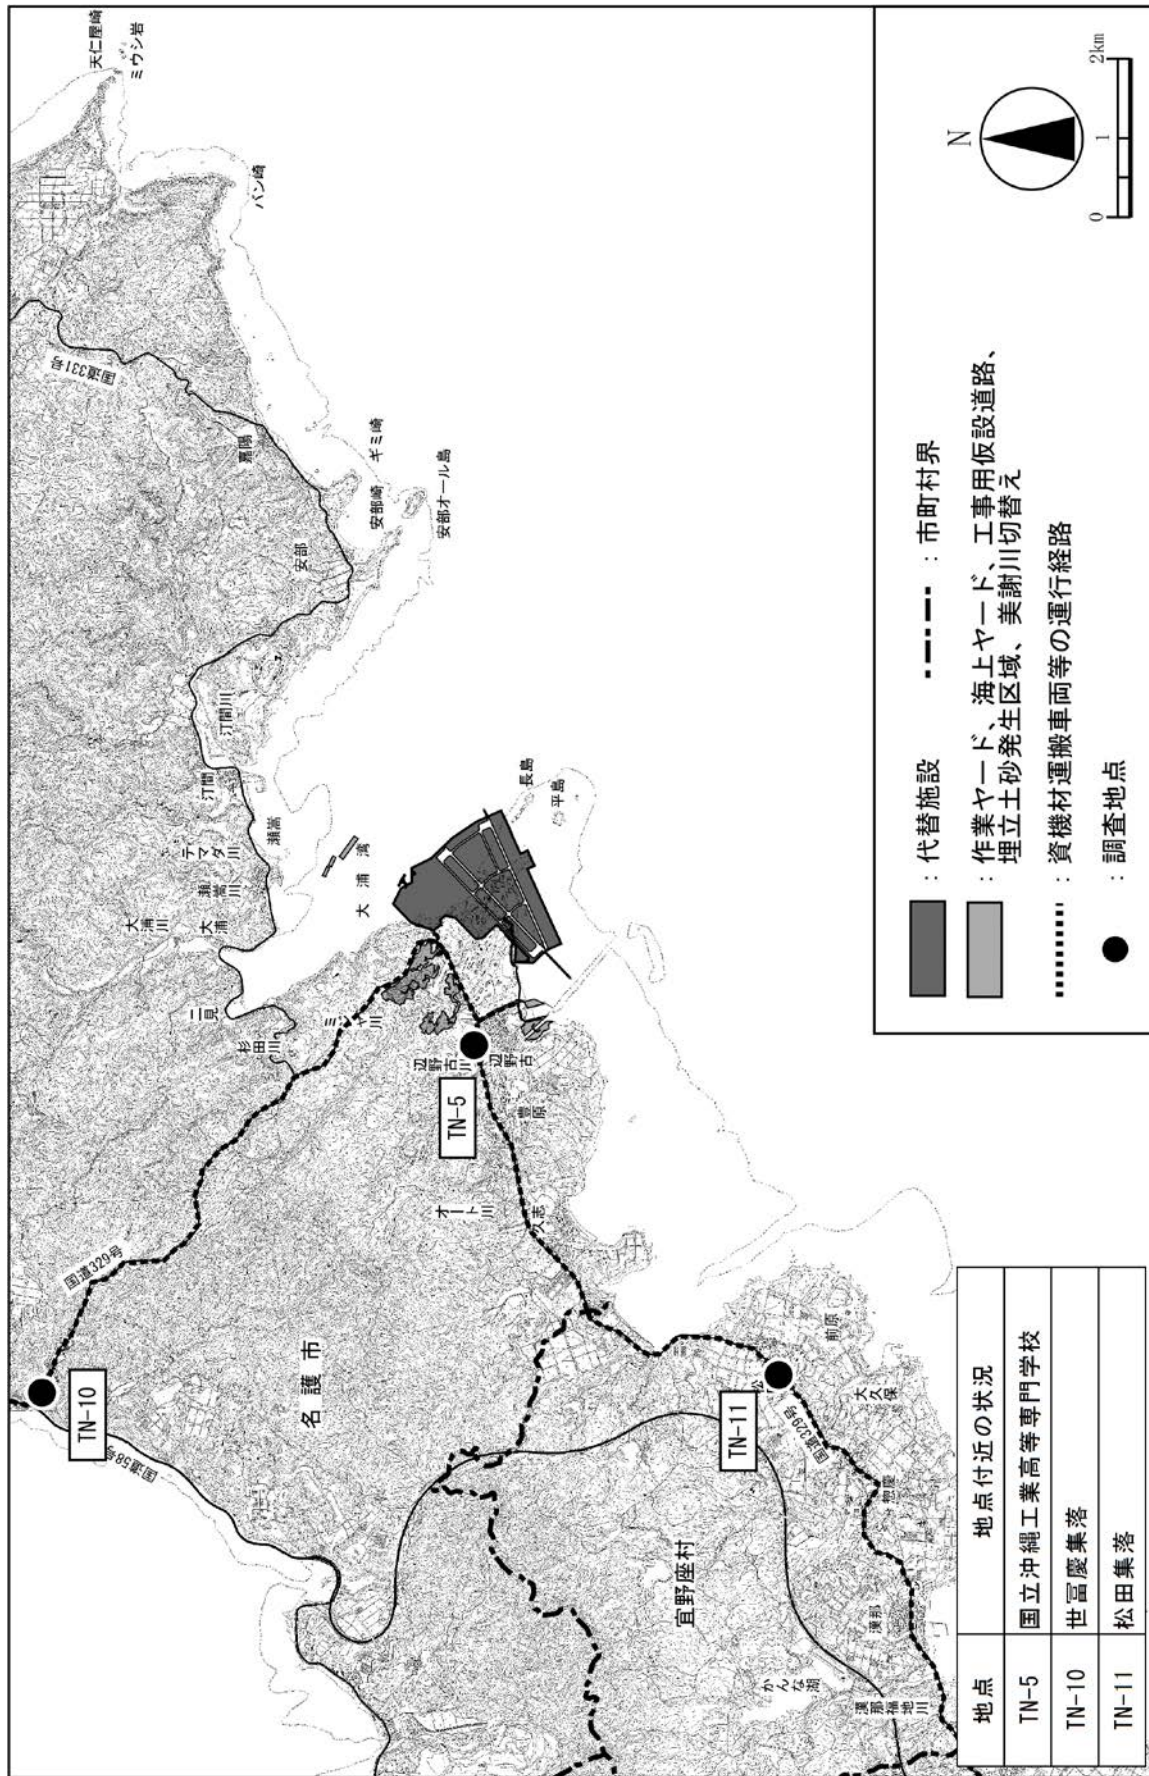 天仁屋崎
ミウシ岩
バン崎
国道331号
嘉陽
ギミ崎
安部崎
安部オール島
安部
汀間川
汀間
テマダ川
瀬嵩
瀬嵩川
大浦川
大浦
二見
杉田川
大浦湾
長島
平島
ミジャ川
辺野古川
辺野古
TN-5
豊原
オートト川
久志
国道329号
TN-10
国道58号
名護市
TN-11
国道329号
前原
大久保
惣慶
宜野座村
漢那
かんな湖
漢那福地川
N
0 1 2km
：代替施設
：市町村界
：作業ヤード、海上ヤード、工事用仮設道路、
埋立土砂発生区域、美謝川切替え
：資機材運搬車両等の運行経路
：調査地点
地点 地点付近の状況
TN-5 国立沖縄工業高等専門学校
TN-10 世冨慶集落
TN-11 松田集落